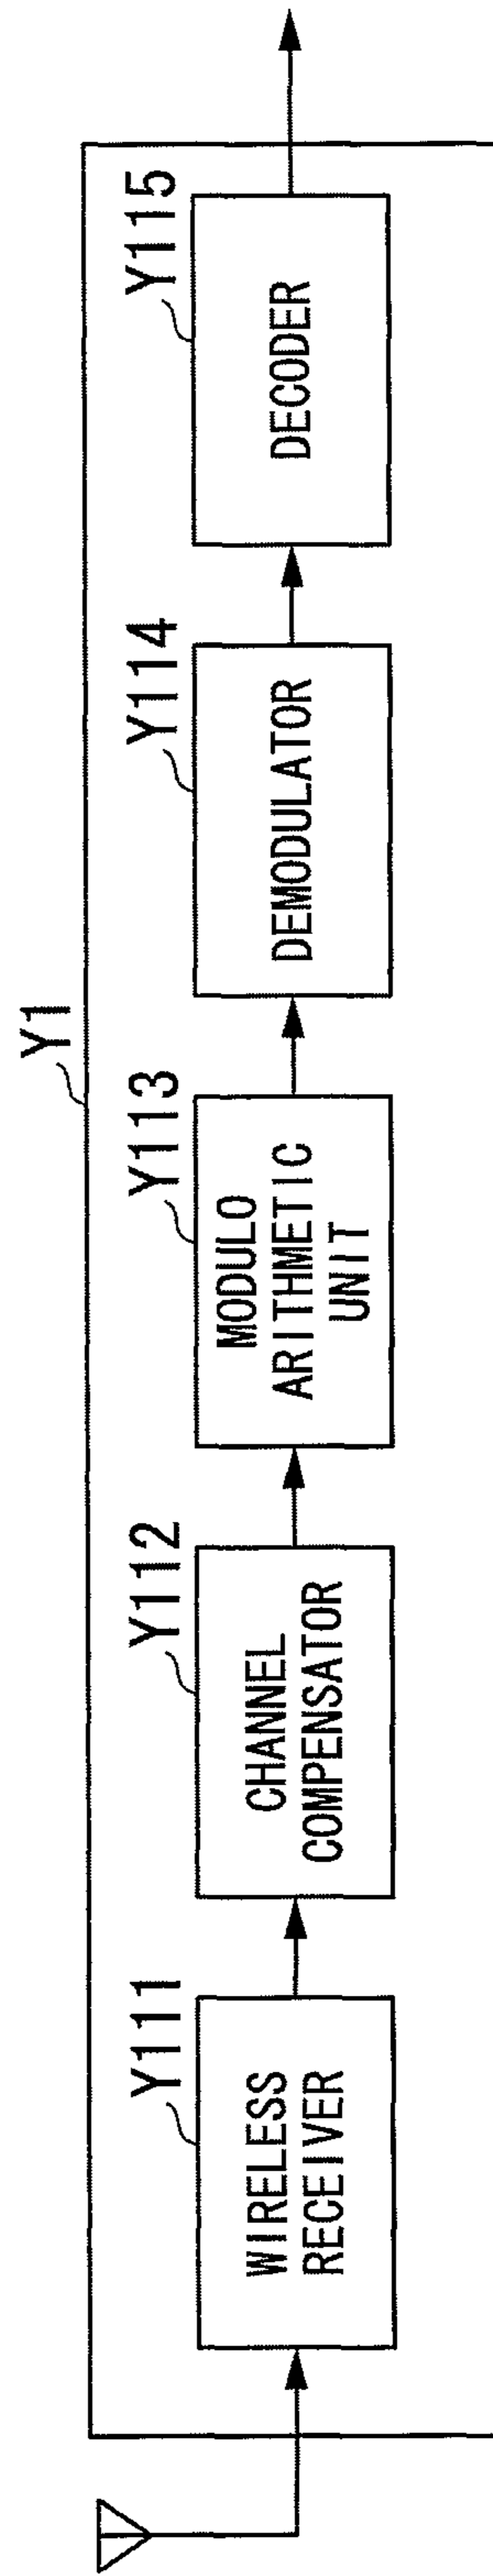 Y1
Y111
WIRELESS
RECEIVER
Y112
CHANNEL
COMPENSATOR
Y113
MODULO
ARITHMETIC
UNIT
Y114
DEMODULATOR
Y115
DECODER